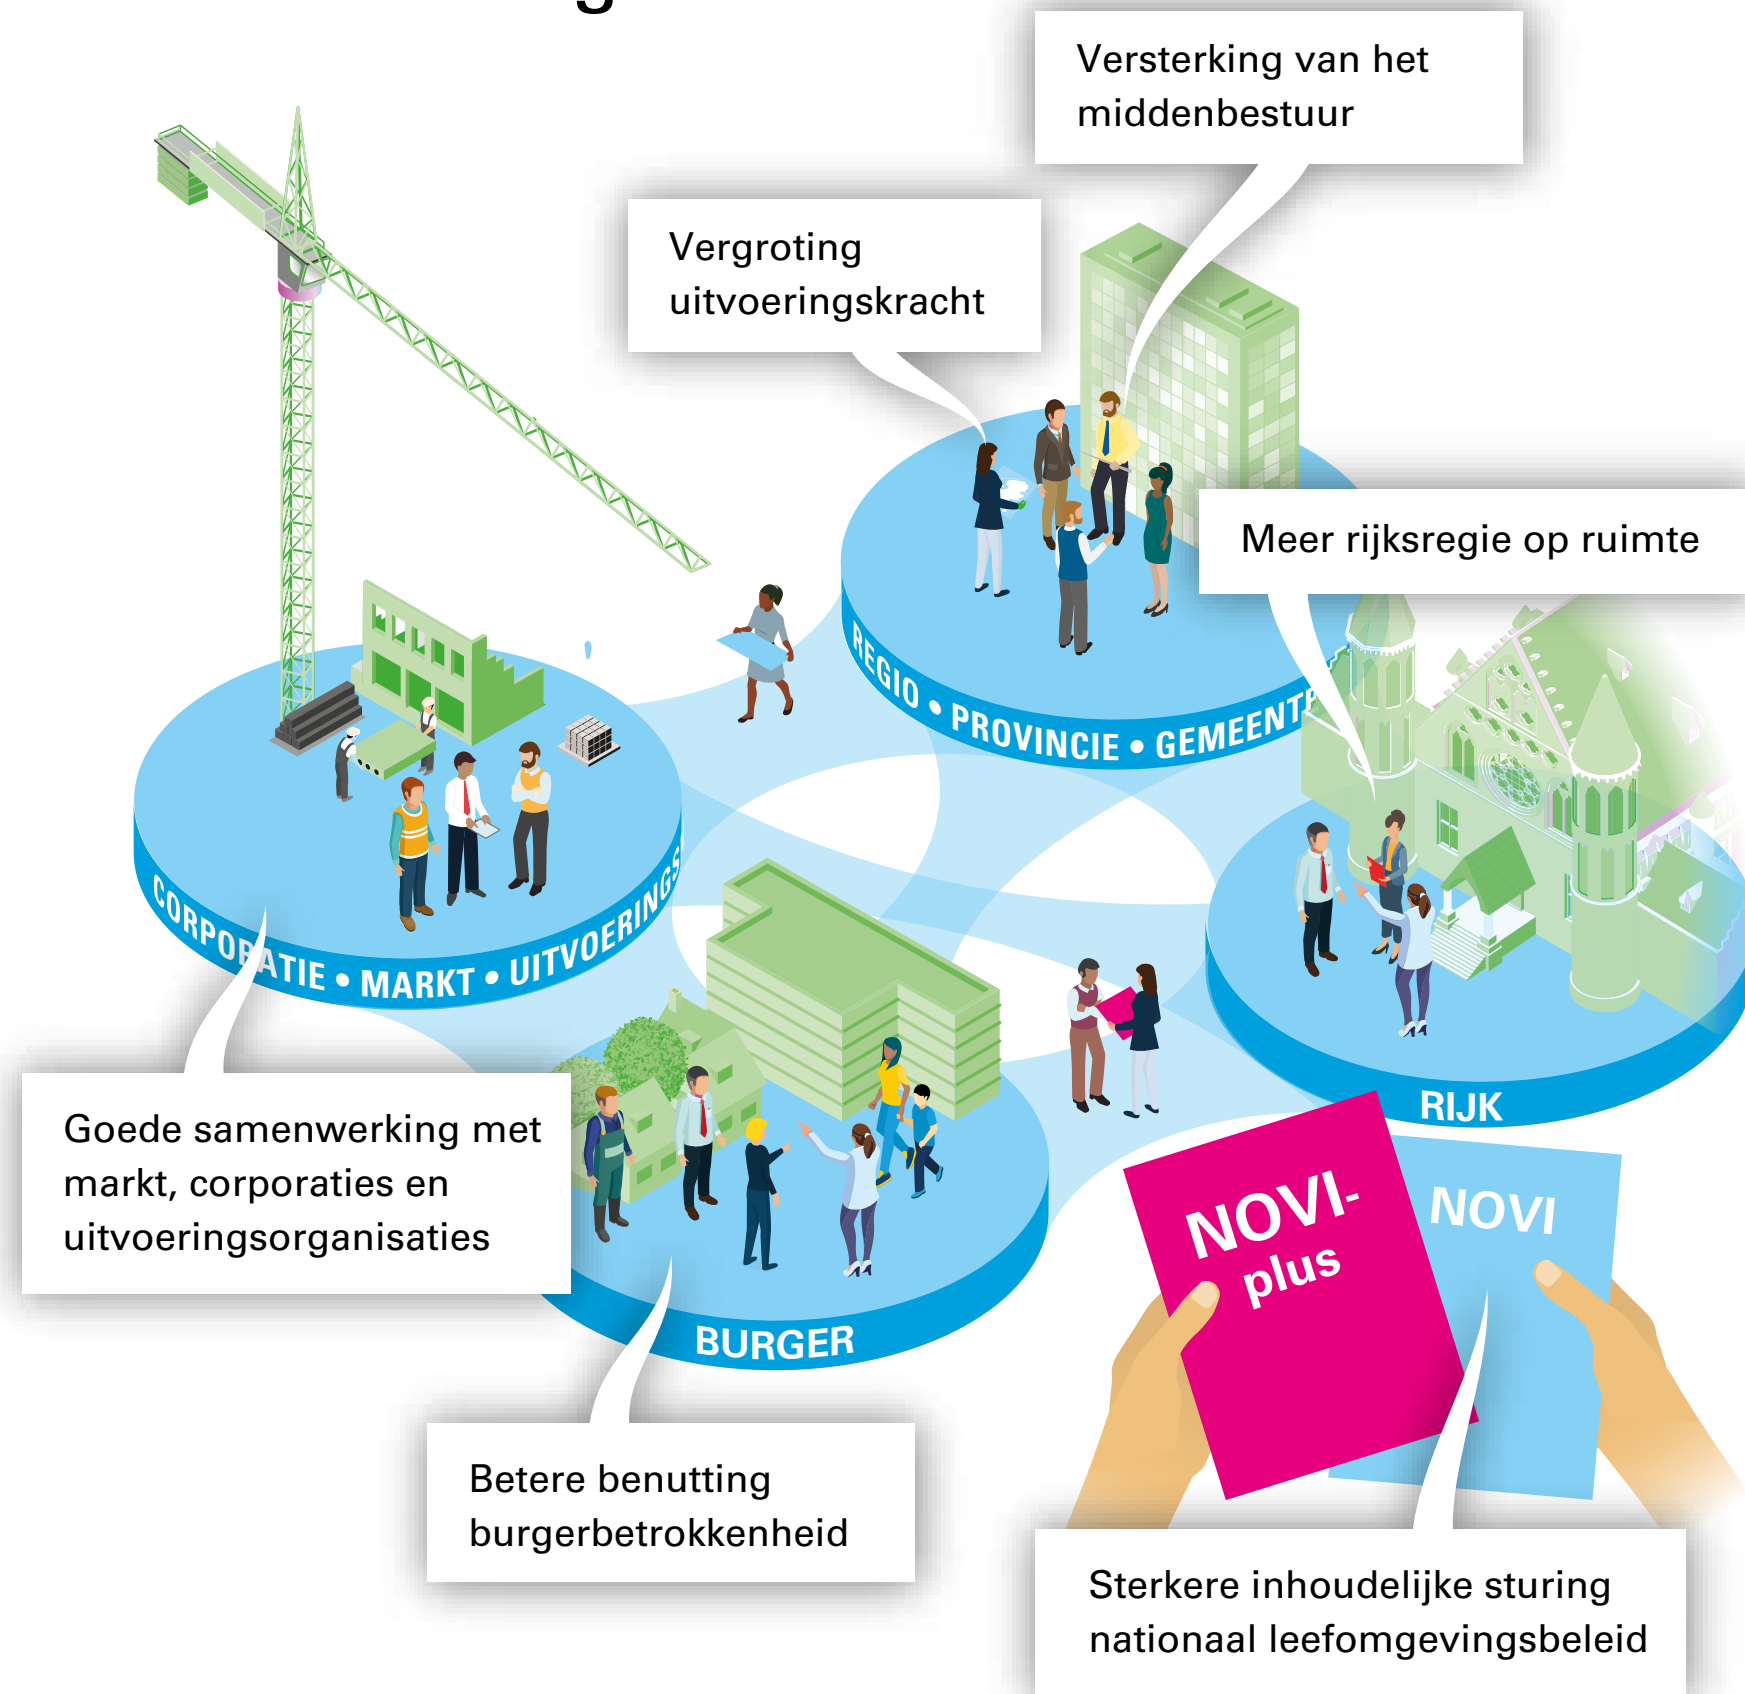 Versterking van het
middenbestuur
Vergroting
uitvoeringskracht
Meer rijksregie op ruimte
REGIO • PROVINCIE • GEMEENTE
CORPORATIE • MARKT • UITVOERINGS
RIJK
Goede samenwerking met
markt, corporaties en
uitvoeringsorganisaties
NOVI-
plus
NOVI
BURGER
Betere benutting
burgerbetrokkenheid
Sterkere inhoudelijke sturing
nationaal leefomgevingsbeleid